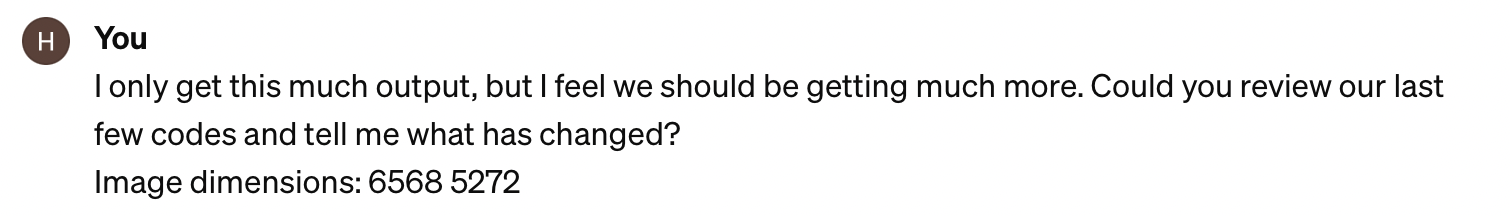 H
You
I only get this much output, but I feel we should be getting much more. Could you review our last
few codes and tell me what has changed?
Image dimensions: 6568 5272